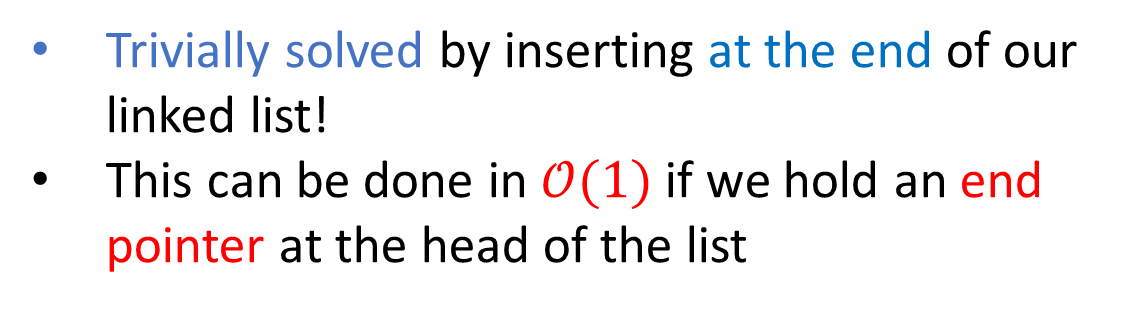 • Trivially solved by inserting at the end of our
linked list!
• This can be done in 𝒪(1) if we hold an end
pointer at the head of the list